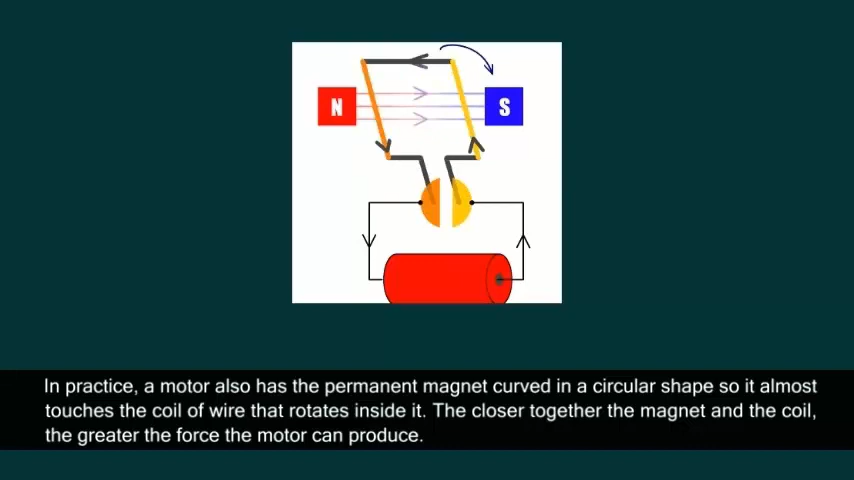 N
S
In practice, a motor also has the permanent magnet curved in a circular shape so it almost
touches the coil of wire that rotates inside it. The closer together the magnet and the coil,
the greater the force the motor can produce.